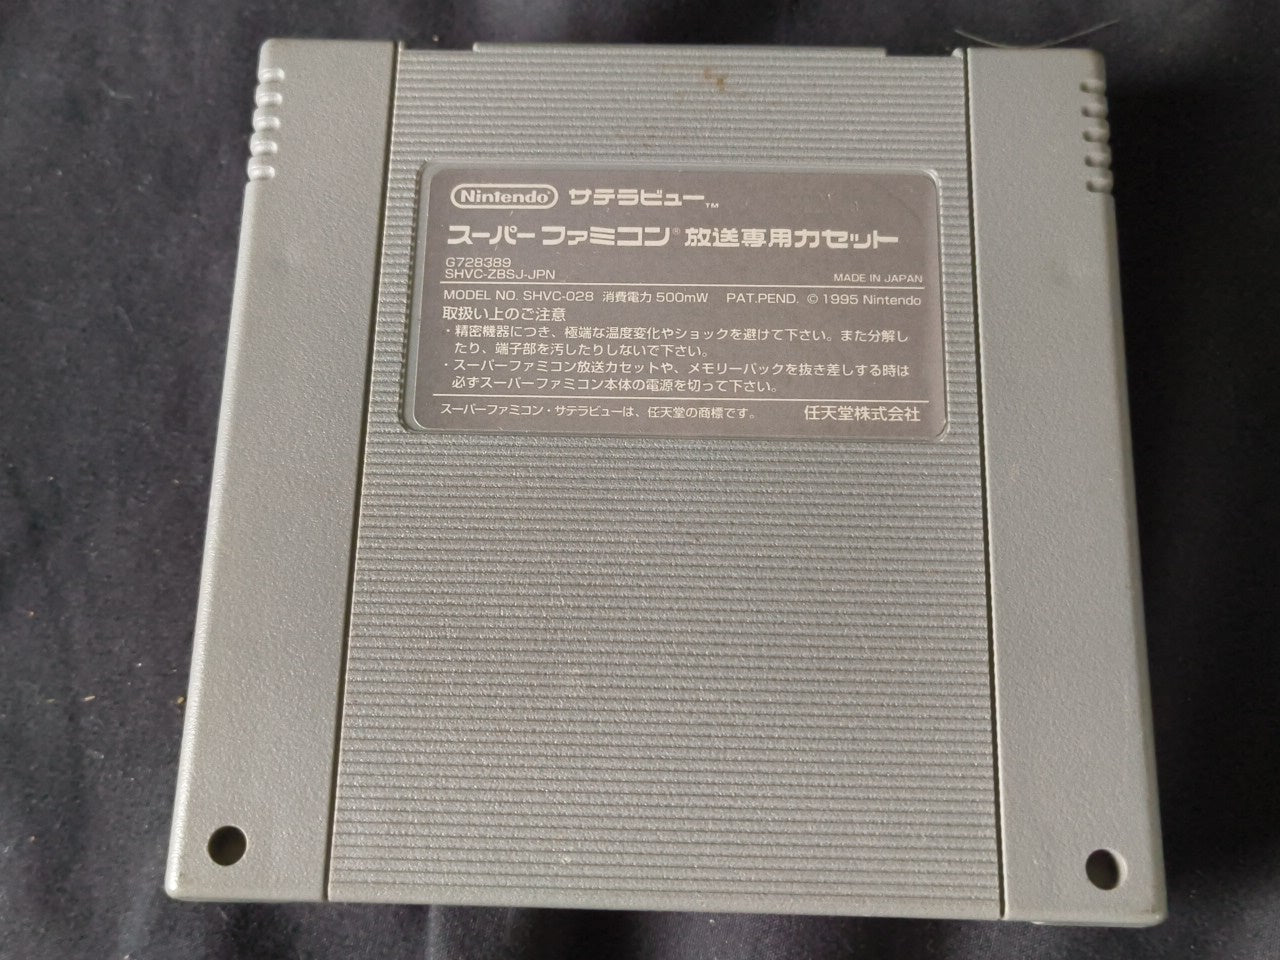 Nintendo® サテラビュー™
スーパーファミコン® 放送専用カセット
G728389
SHVC-ZBSJ-JPN MADE IN JAPAN
MODEL NO. SHVC-028 消費電力 500mW PAT.PEND. © 1995 Nintendo
取扱い上のご注意
・精密機器につき、極端な温度変化やショックを避けて下さい。また分解し
たり、端子部を汚したりしないで下さい。
・スーパーファミコン放送カセットや、メモリーパックを抜き差しする時は
必ずスーパーファミコン本体の電源を切って下さい。
スーパーファミコン・サテラビューは、任天堂の商標です。 任天堂株式会社